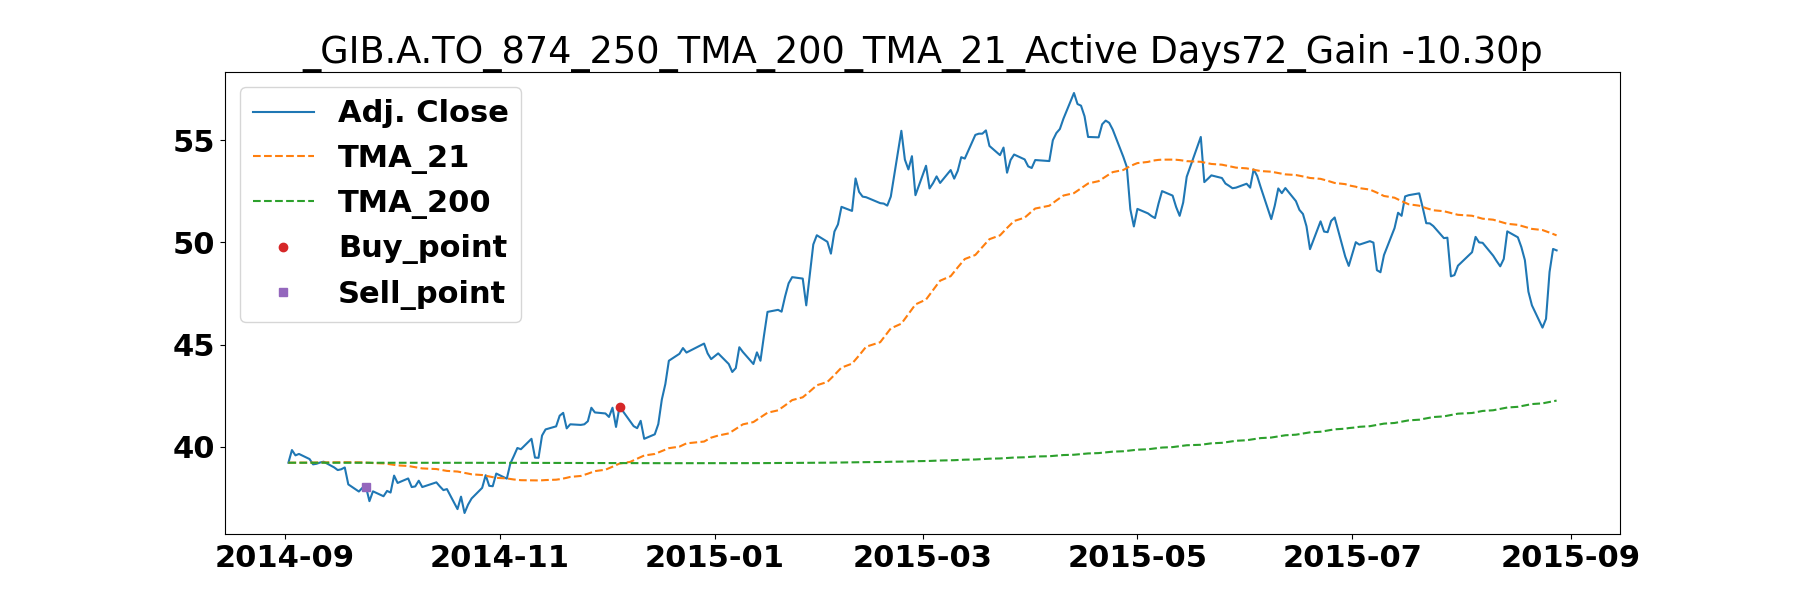 _GIB.A.TO_874_250_TMA_200_TMA_21_Active Days72_Gain -10.30p
Adj. Close
TMA_21
TMA_200
Buy_point
Sell_point
55
50
45
40
2014-09 2014-11 2015-01 2015-03 2015-05 2015-07 2015-09